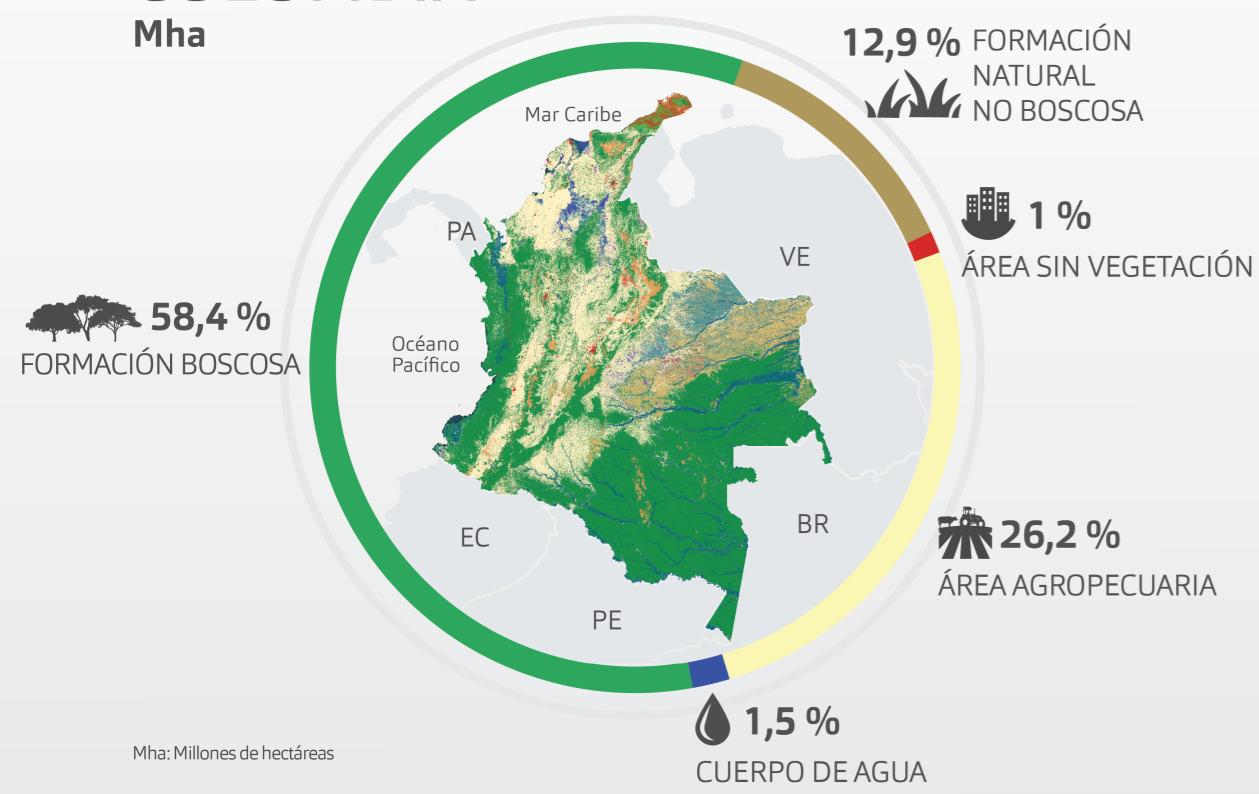 Mha
12,9 % FORMACIÓN
NATURAL
NO BOSCOSA
Mar Caribe
1 %
ÁREA SIN VEGETACIÓN
PA
VE
58,4 %
FORMACIÓN BOSCOSA
Océano
Pacífico
EC
BR
26,2 %
ÁREA AGROPECUARIA
PE
1,5 %
CUERPO DE AGUA
Mha: Millones de hectáreas